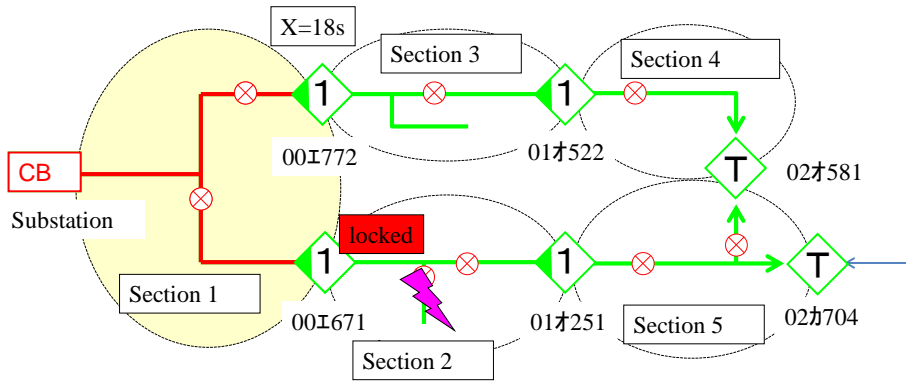 X=18s
Section 3
Section 4
1
1
00エ772
01オ522
CB
T
02オ581
Substation
locked
1
1
T
Section 1
00エ671
01オ251
Section 5
02カ704
Section 2